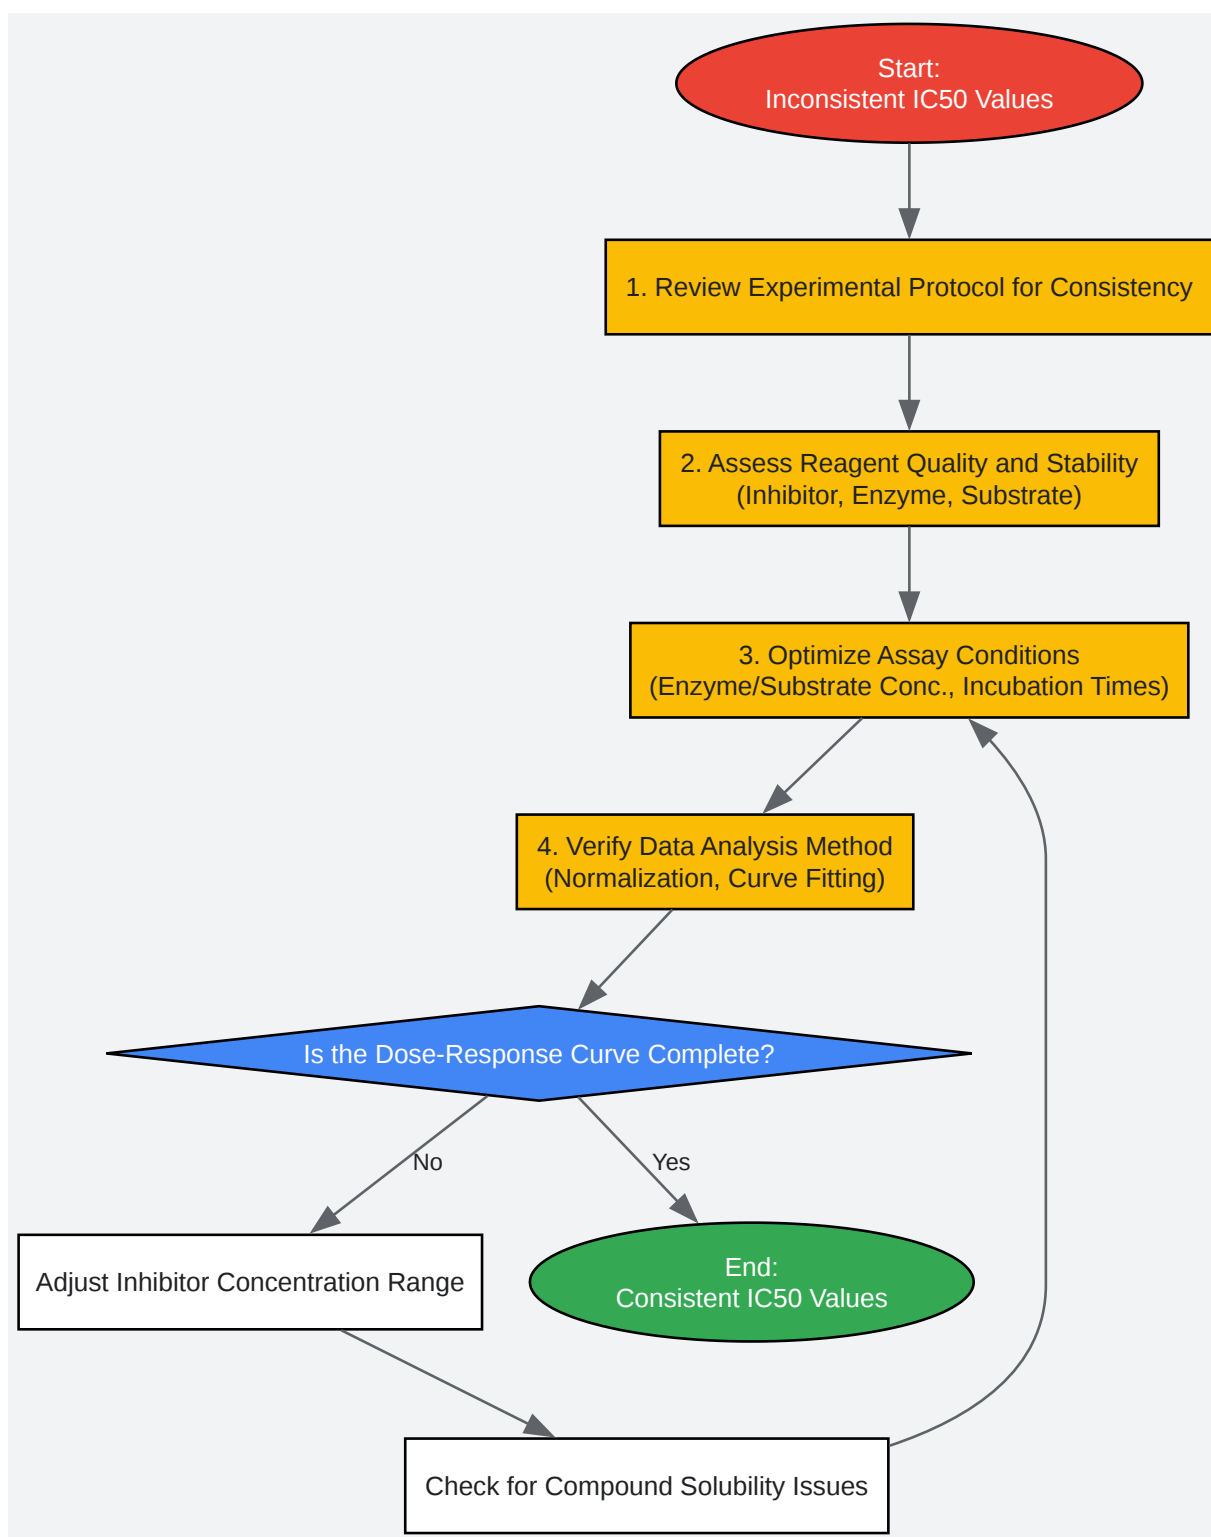 Start:
Inconsistent IC50 Values
1. Review Experimental Protocol for Consistency
2. Assess Reagent Quality and Stability
(Inhibitor, Enzyme, Substrate)
3. Optimize Assay Conditions
(Enzyme/Substrate Conc., Incubation Times)
4. Verify Data Analysis Method
(Normalization, Curve Fitting)
Is the Dose-Response Curve Complete?
No
Yes
Adjust Inhibitor Concentration Range
End:
Consistent IC50 Values
Check for Compound Solubility Issues